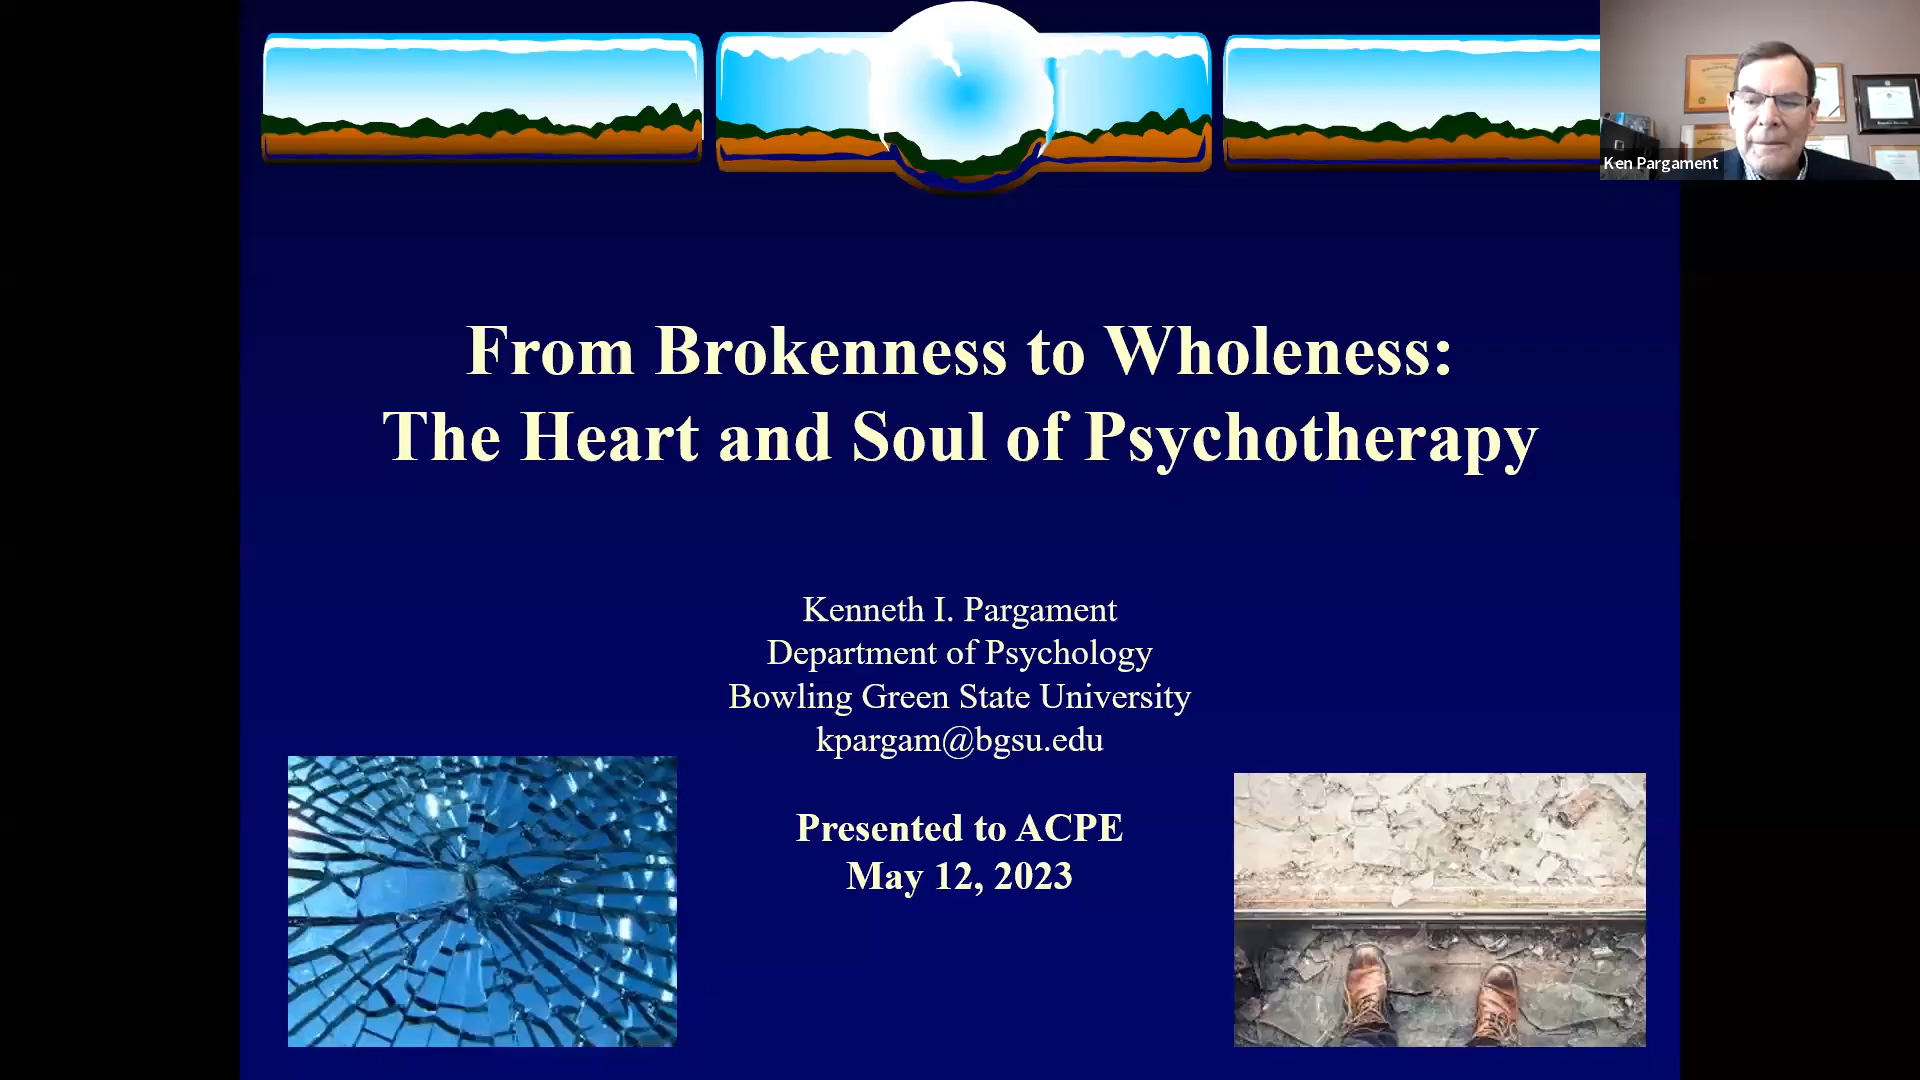 From Brokenness to Wholeness:
The Heart and Soul of Psychotherapy
Kenneth I. Pargament
Department of Psychology
Bowling Green State University
kpargam@bgsu.edu
Presented to ACPE
May 12, 2023
Ken Pargament